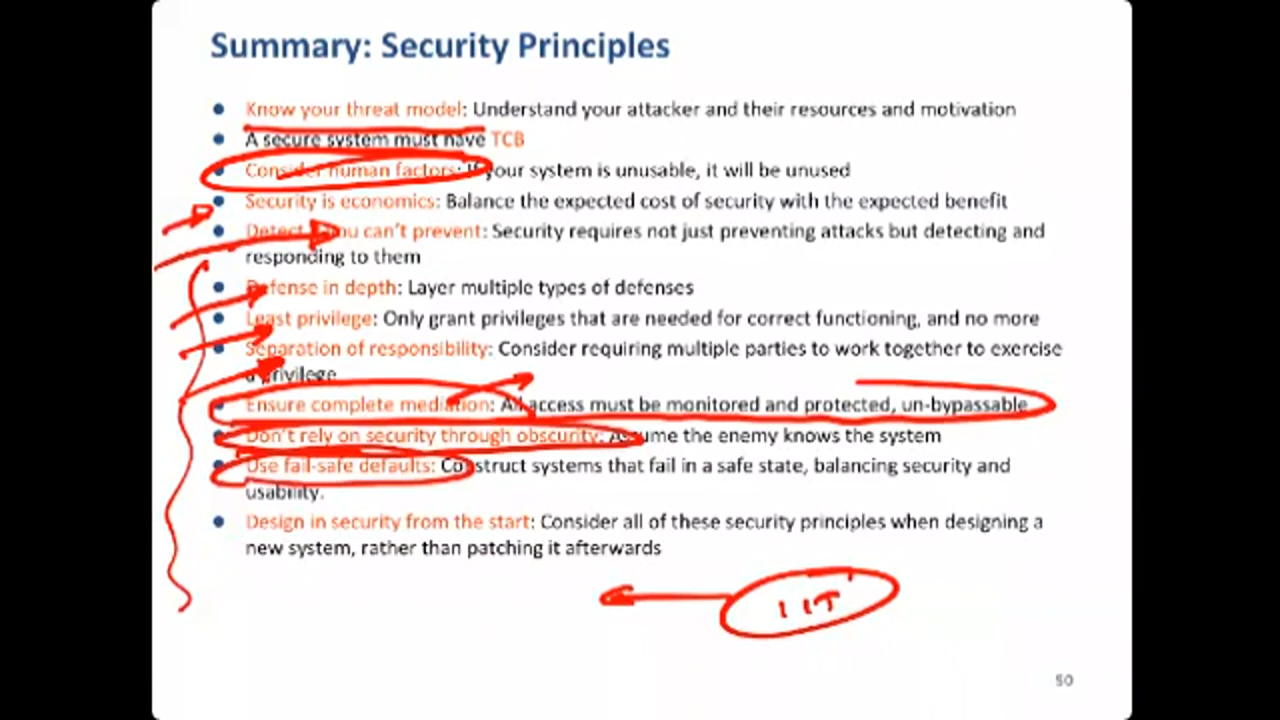 Summary: Security Principles
Know your threat model: Understand your attacker and their resources and motivation
A secure system must have TCB
Consider human factors: If your system is unusable, it will be unused
Security is economics: Balance the expected cost of security with the expected benefit
Detect if you can't prevent: Security requires not just preventing attacks but detecting and
responding to them
Defense in depth: Layer multiple types of defenses
Least privilege: Only grant privileges that are needed for correct functioning, and no more
Separation of responsibility: Consider requiring multiple parties to work together to exercise
a privilege
Ensure complete mediation: All access must be monitored and protected, un-bypassable
Don't rely on security through obscurity: Assume the enemy knows the system
Use fail-safe defaults: Construct systems that fail in a safe state, balancing security and
usability.
Design in security from the start: Consider all of these security principles when designing a
new system, rather than patching it afterwards
IIT
50